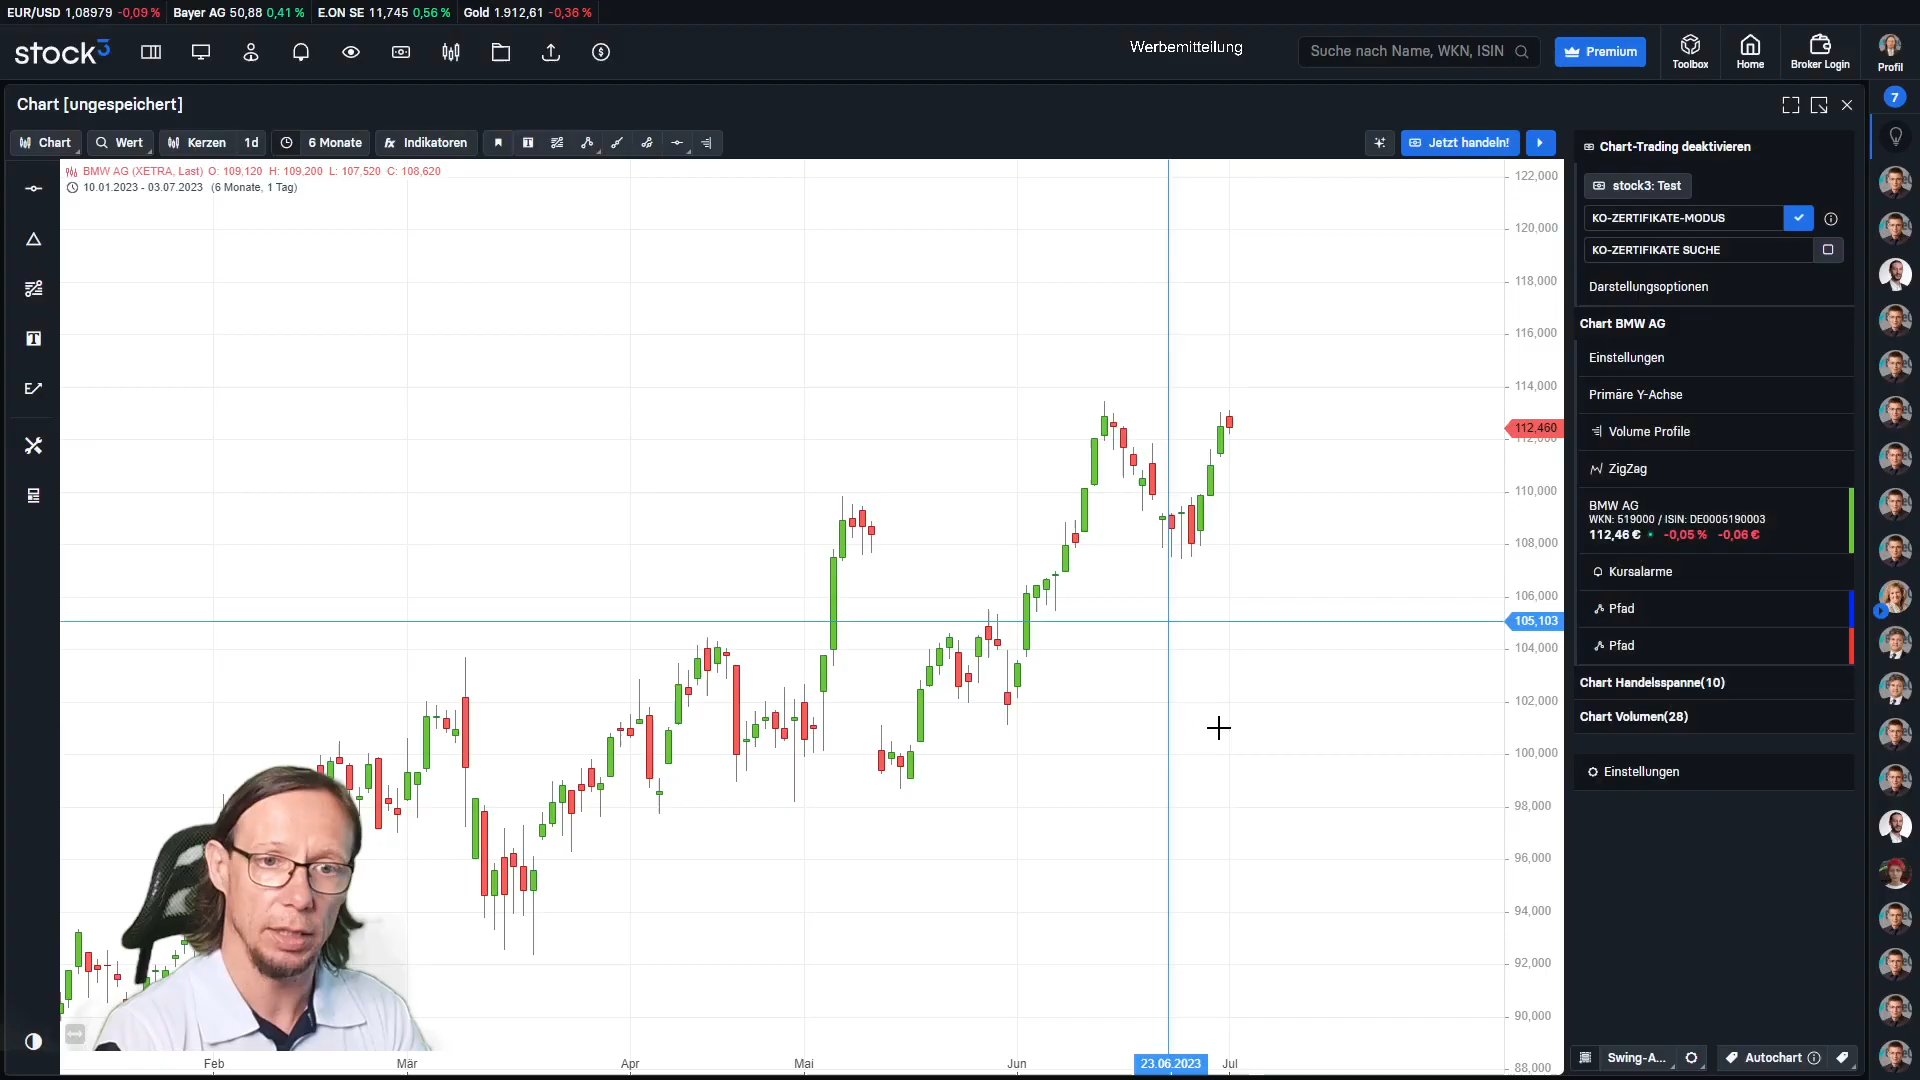 EUR/USD 1,08979 -0,09 % Bayer AG 50,88 0,41 % E.ON SE 11,745 0,56 % Gold 1.912,61 -0,36 %
stock3
Werbemitteilung
Suche nach Name, WKN, ISIN
Premium
Toolbox
Home
Broker Login
Profil
Chart [ungespeichert]
7
Chart
Wert
Kerzen
1d
6 Monate
fx Indikatoren
Jetzt handeln!
BMW AG (XETRA, Last) O: 109,120 H: 109,200 L: 107,520 C: 108,620
10.01.2023 - 03.07.2023 (6 Monate, 1 Tag)
122,000
120,000
118,000
116,000
114,000
112,460
112,000
110,000
108,000
106,000
105,103
104,000
102,000
100,000
98,000
96,000
94,000
92,000
90,000
88,000
Feb
Mär
Apr
Mai
Jun
23.06.2023
Jul
Chart-Trading deaktivieren
stock3: Test
KO-ZERTIFIKATE-MODUS
KO-ZERTIFIKATE SUCHE
Darstellungsoptionen
Chart BMW AG
Einstellungen
Primäre Y-Achse
Volume Profile
ZigZag
BMW AG
WKN: 519000 / ISIN: DE0005190003
112,46 € -0,05 % -0,06 €
Kursalarme
Pfad
Pfad
Chart Handelsspanne(10)
Chart Volumen(28)
Einstellungen
Swing-A...
Autochart